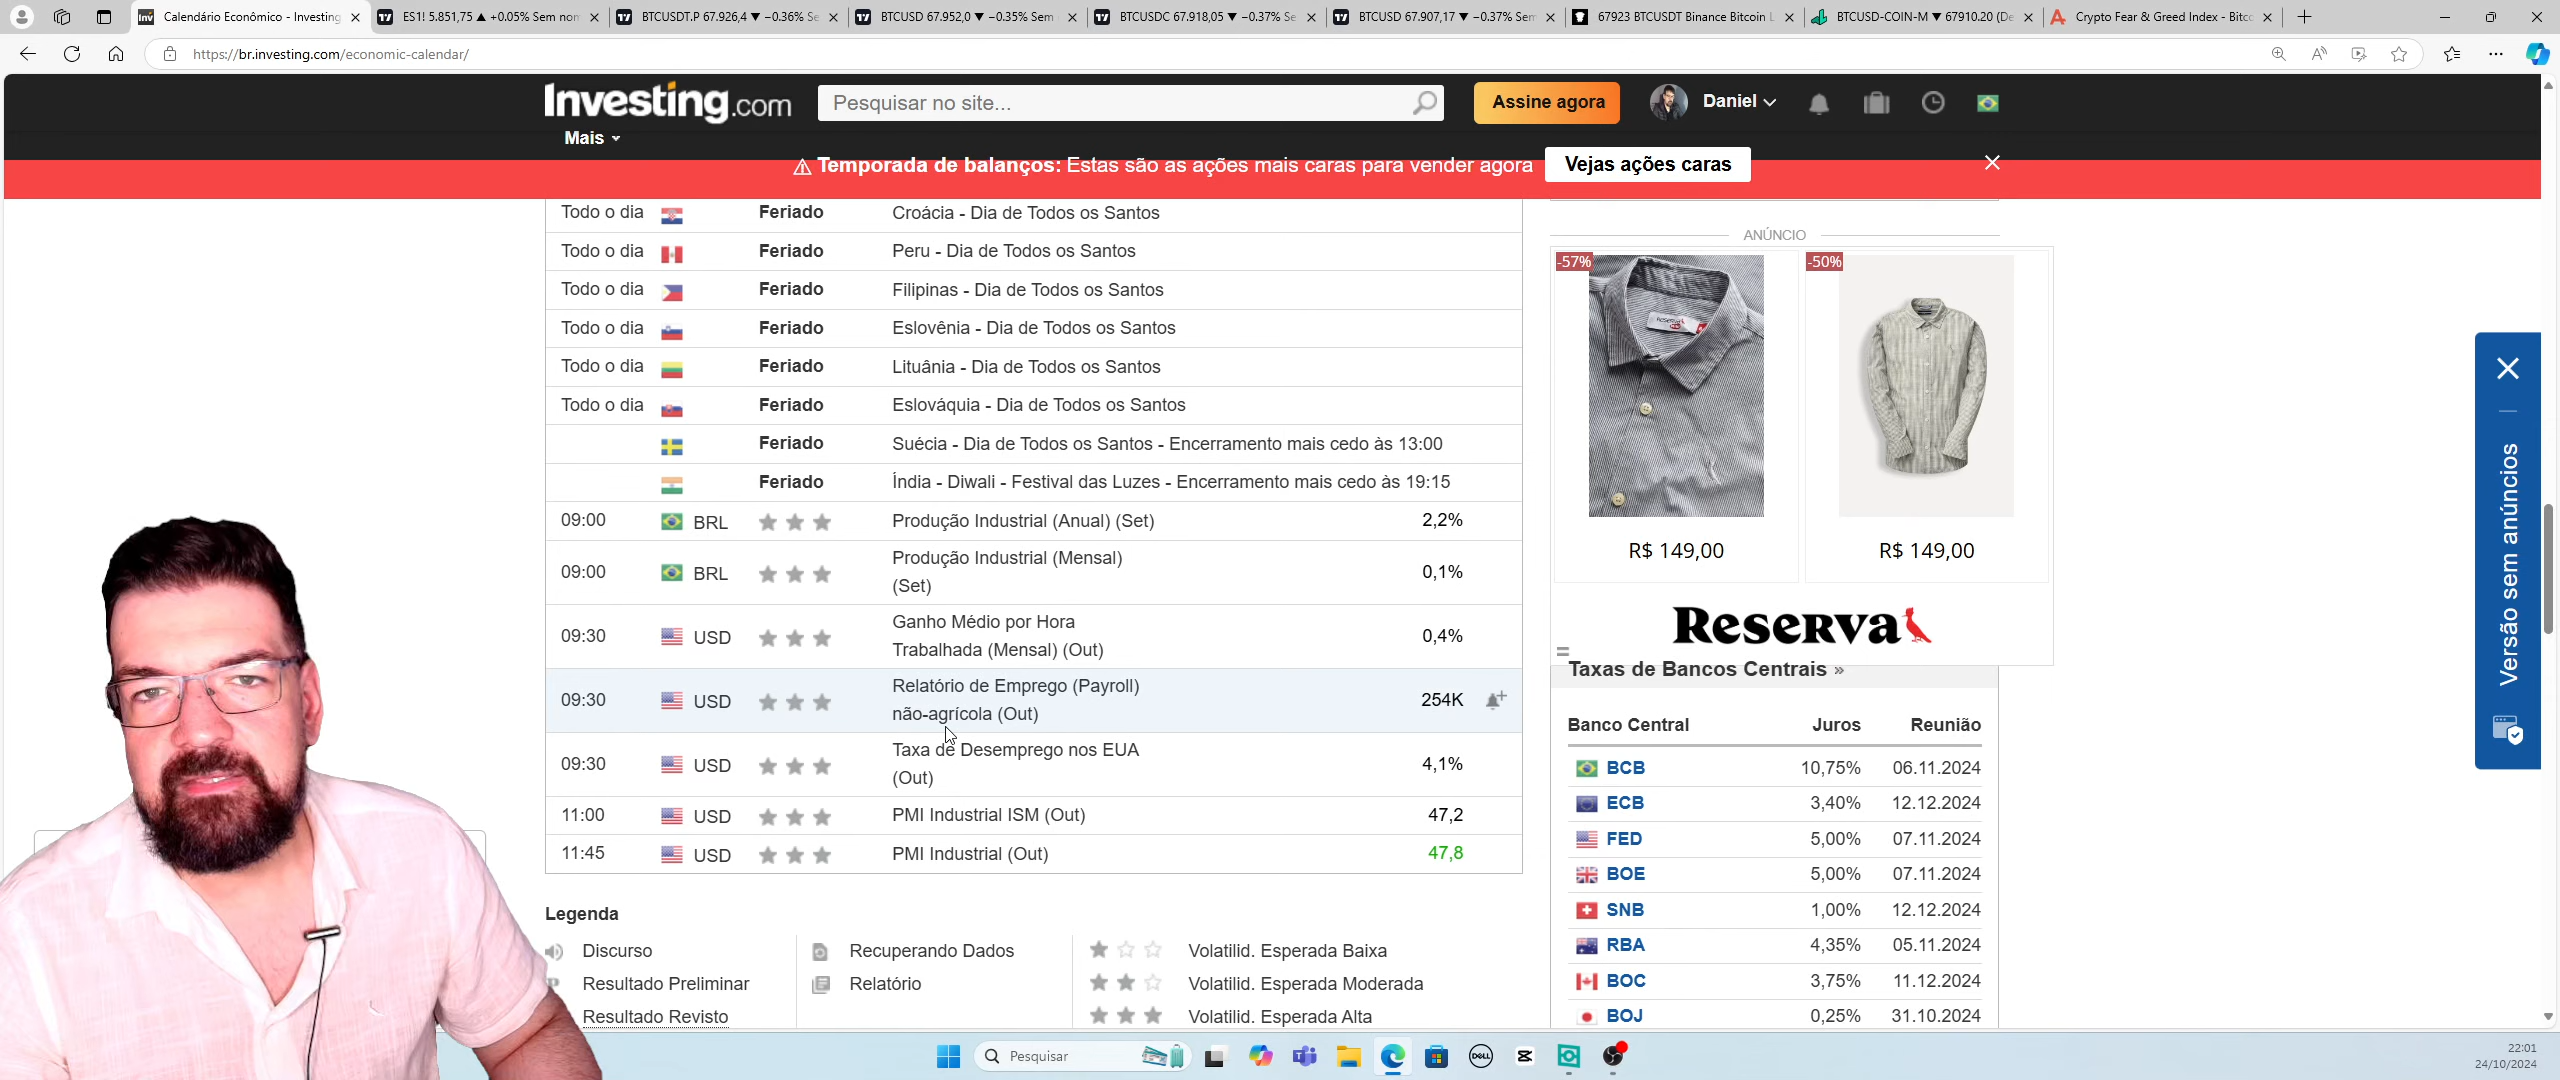 Calendário Econômico - Investing
ES1! 5.851,75 ▲ +0.05% Sem nom
BTCUSDT.P 67.926,4 ▼ −0.36% Se
BTCUSD 67.952,0 ▼ −0.35% Sem
BTCUSDC 67.918,05 ▼ −0.37% Se
BTCUSD 67.907,17 ▼ −0.37% Sem
67923 BTCUSDT Binance Bitcoin L
BTCUSD-COIN-M ▼ 67910.20 (De
Crypto Fear & Greed Index - Bitc
https://br.investing.com/economic-calendar/
Investing.com
Pesquisar no site...
Assine agora
Daniel
Mais
Temporada de balanços: Estas são as ações mais caras para vender agora
Vejas ações caras
Todo o dia Feriado Croácia - Dia de Todos os Santos
Todo o dia Feriado Peru - Dia de Todos os Santos
Todo o dia Feriado Filipinas - Dia de Todos os Santos
Todo o dia Feriado Eslovênia - Dia de Todos os Santos
Todo o dia Feriado Lituânia - Dia de Todos os Santos
Todo o dia Feriado Eslováquia - Dia de Todos os Santos
Feriado Suécia - Dia de Todos os Santos - Encerramento mais cedo às 13:00
Feriado Índia - Diwali - Festival das Luzes - Encerramento mais cedo às 19:15
09:00 BRL Produção Industrial (Anual) (Set) 2,2%
09:00 BRL Produção Industrial (Mensal)
(Set) 0,1%
09:30 USD Ganho Médio por Hora
Trabalhada (Mensal) (Out) 0,4%
09:30 USD Relatório de Emprego (Payroll)
não-agrícola (Out) 254K
09:30 USD Taxa de Desemprego nos EUA
(Out) 4,1%
11:00 USD PMI Industrial ISM (Out) 47,2
11:45 USD PMI Industrial (Out) 47,8
Legenda
Discurso
Resultado Preliminar
Resultado Revisto
Recuperando Dados
Relatório
Volatilid. Esperada Baixa
Volatilid. Esperada Moderada
Volatilid. Esperada Alta
ANÚNCIO
-57%
-50%
R$ 149,00
R$ 149,00
Reserva
Taxas de Bancos Centrais »
Banco Central Juros Reunião
BCB 10,75% 06.11.2024
ECB 3,40% 12.12.2024
FED 5,00% 07.11.2024
BOE 5,00% 07.11.2024
SNB 1,00% 12.12.2024
RBA 4,35% 05.11.2024
BOC 3,75% 11.12.2024
BOJ 0,25% 31.10.2024
Versão sem anúncios
Pesquisar
DELL
22:01
24/10/2024